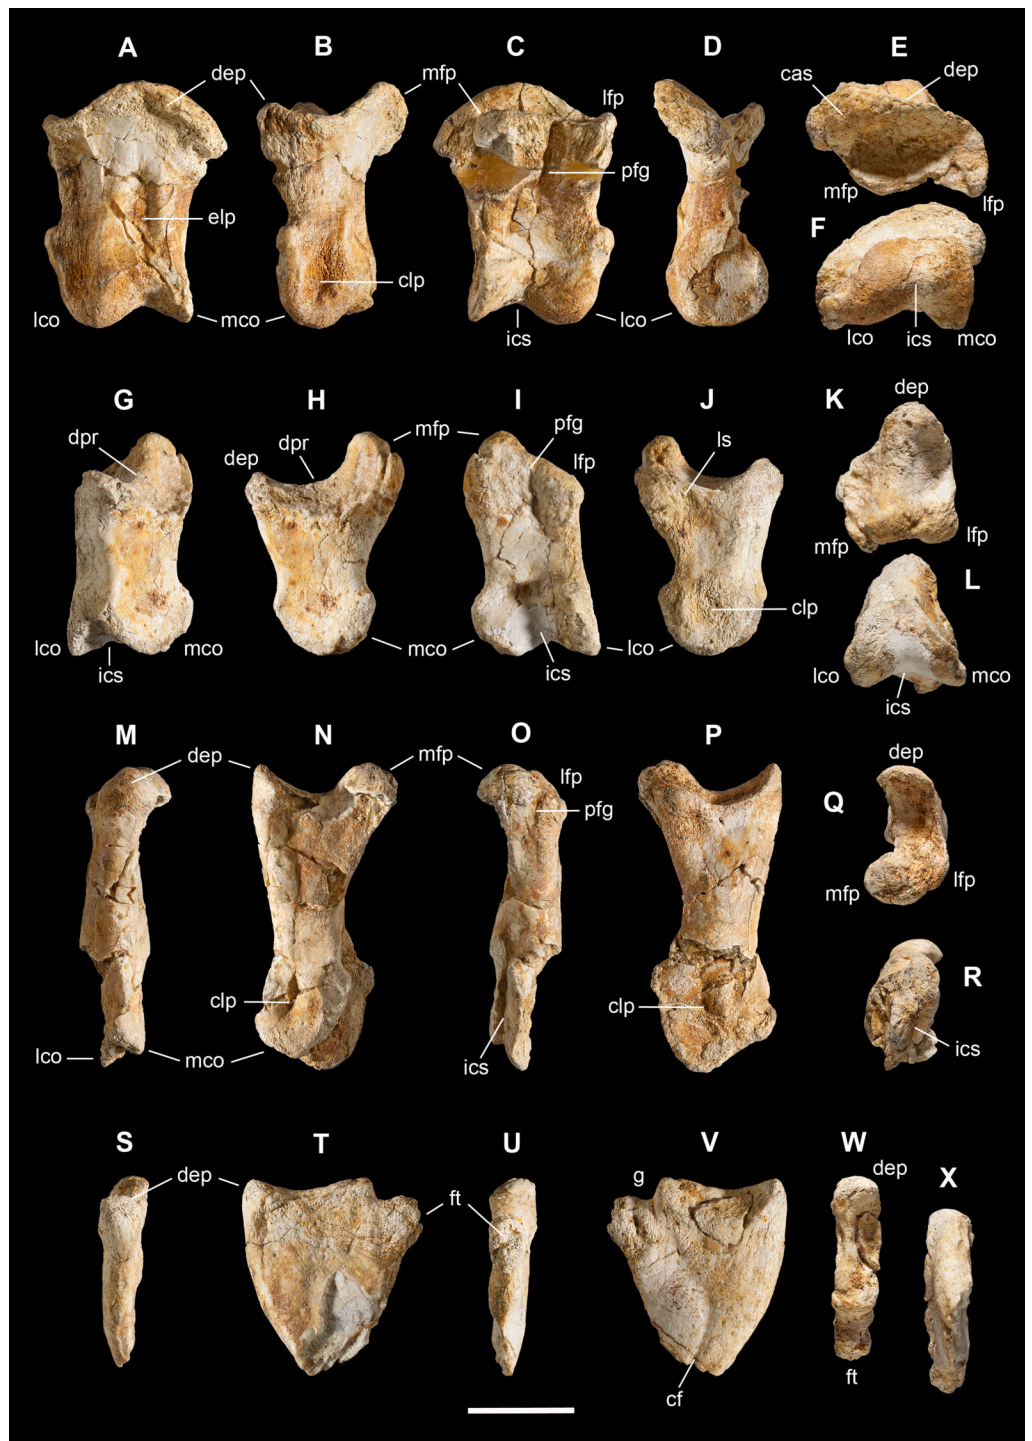 A B C D E
dep mfp cas dep
lfp
pfg
elp mfp lfp
F
clp
lco mco lco lco ics mco
ics
G H I J K dep
dpr dpr mfp pfg ls
dep lfp
mfp lfp
L
clp
lco mco mco lco lco mco
ics ics ics
M N O P dep
dep mfp lfp
pfg Q
mfp lfp
R
clp clp
lco mco ics ics
S T U V W
dep g dep X
ft
ft
cf